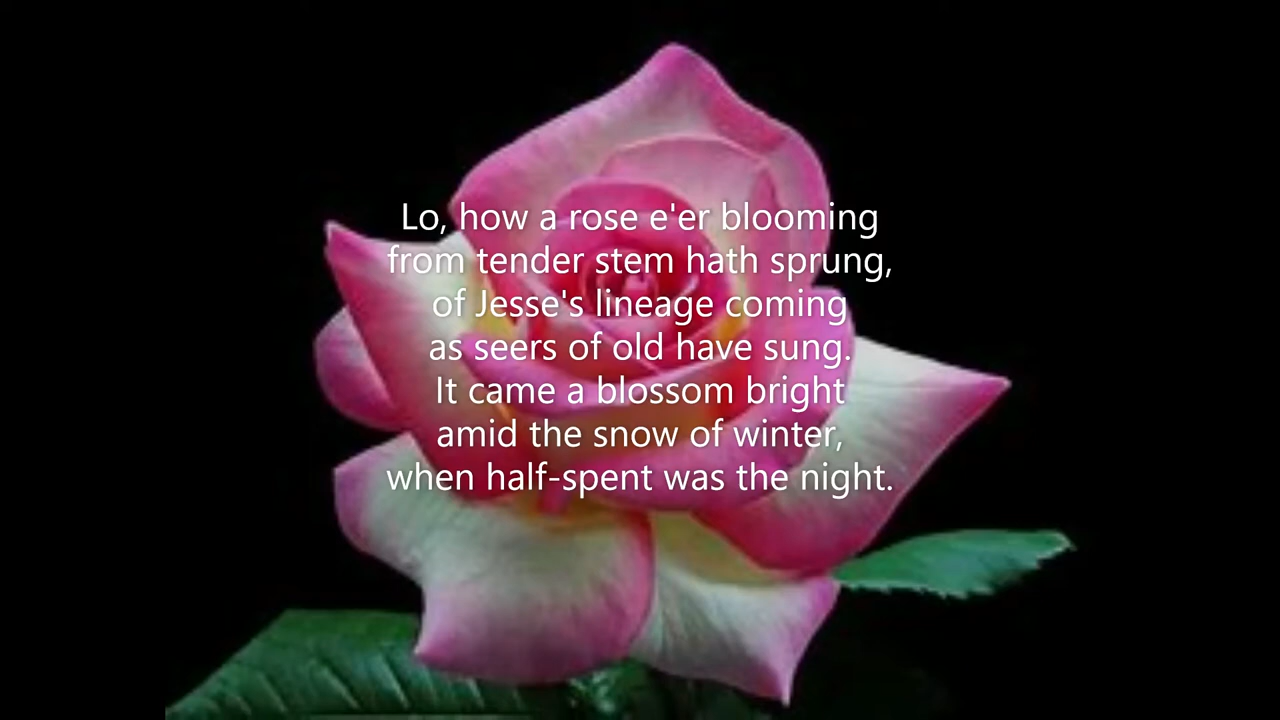 Lo, how a rose e'er blooming
from tender stem hath sprung,
of Jesse's lineage coming
as seers of old have sung.
It came a blossom bright
amid the snow of winter,
when half-spent was the night.